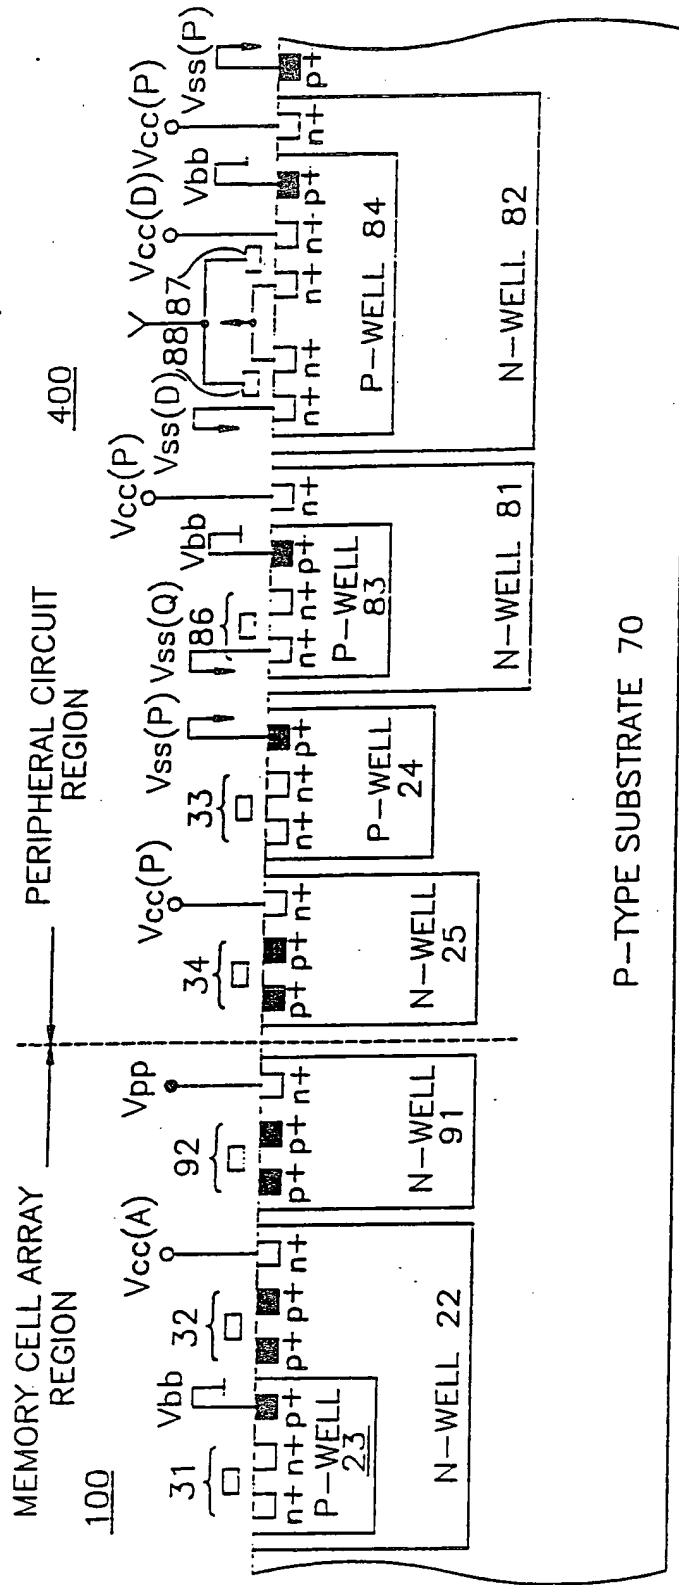 MEMORY CELL ARRAY
REGION
PERIPHERAL CIRCUIT
REGION
100
400
31
Vbb
32
Vcc(A)
92
Vpp
34
Vcc(P)
33
Vss(P)
Vss(Q)
86
Vbb
Vcc(P)
Vss(D)
88
Y
87
Vcc(D)
Vbb
Vcc(P)
Vss(P)
n+ n+ p+
p+ p+ n+
p+ p+ n+
p+ p+ n+
n+ n+ p+
n+ n+ p+
n+
n+ n+ n+ n+ p+
n+
p+
P-WELL
23
N-WELL 22
N-WELL
91
N-WELL
25
P-WELL
24
P-WELL
83
N-WELL 81
P-WELL 84
N-WELL 82
P-TYPE SUBSTRATE 70